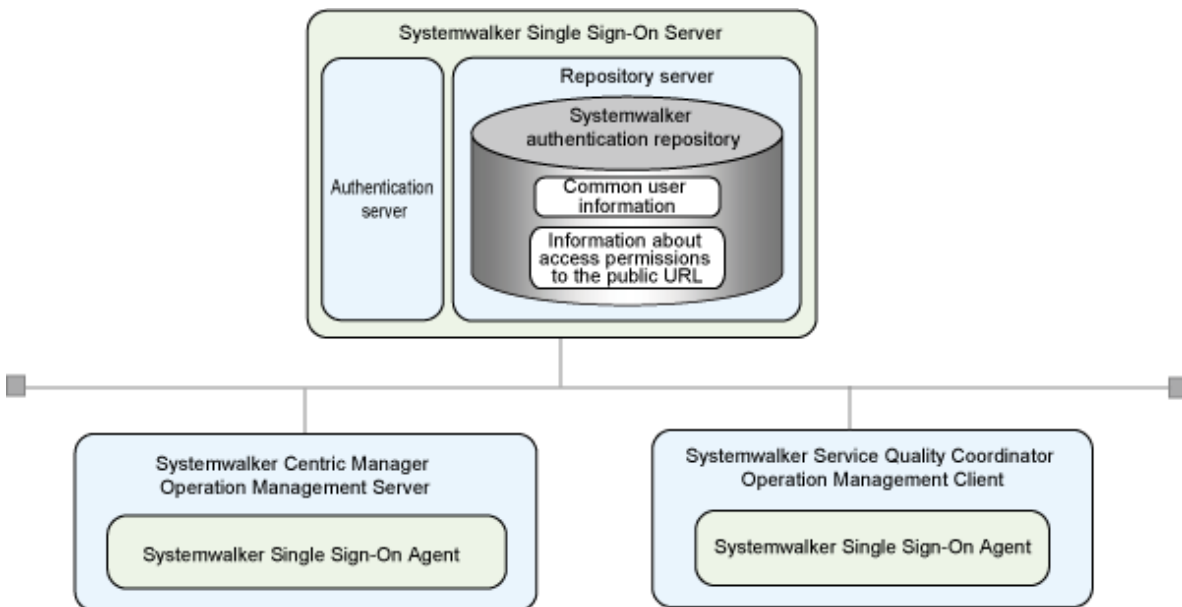 Systemwalker Single Sign-On Server
Authentication
server
Repository server
Systemwalker
authentication repository
Common user
information
Information about
access permissions
to the public URL
Systemwalker Centric Manager
Operation Management Server
Systemwalker Single Sign-On Agent
Systemwalker Service Quality Coordinator
Operation Management Client
Systemwalker Single Sign-On Agent